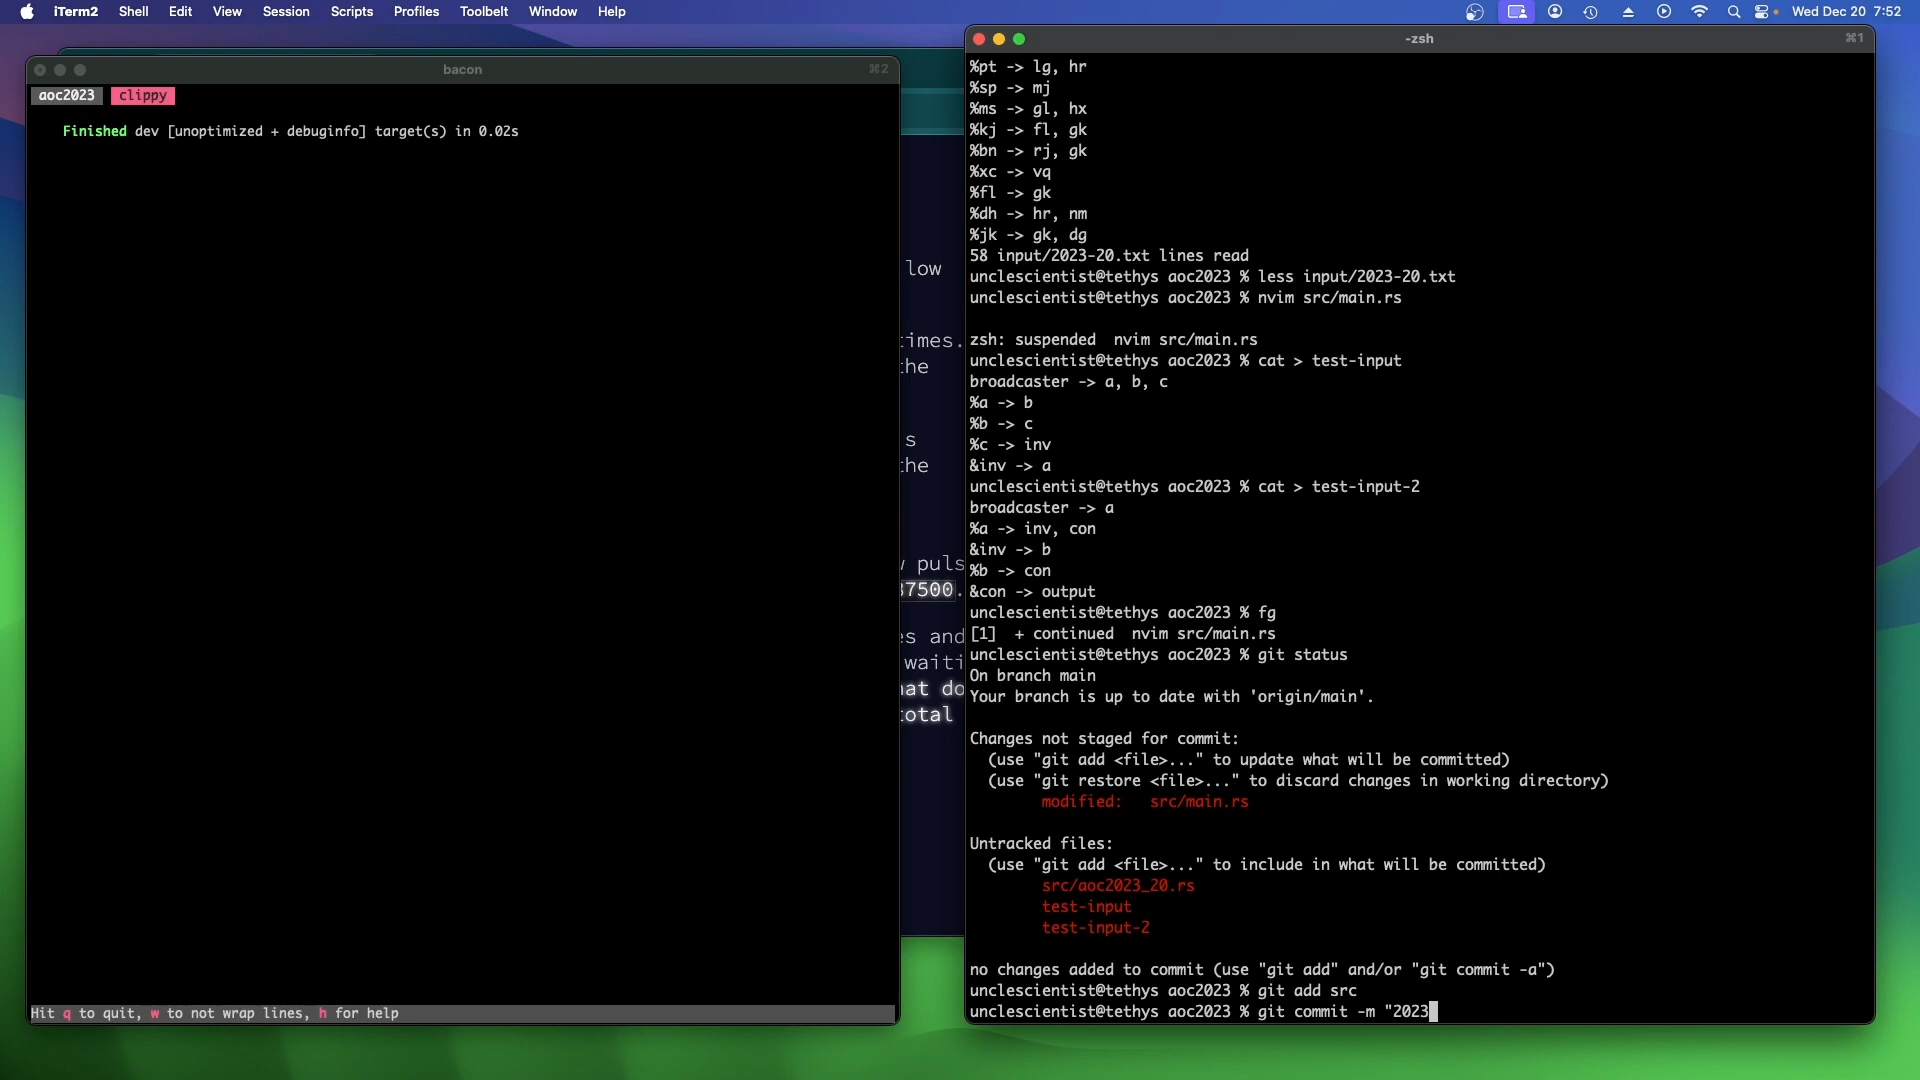 iTerm2 Shell Edit View Session Scripts Profiles Toolbelt Window Help
Wed Dec 20 7:52
bacon ⌘2
aoc2023 clippy
Finished dev [unoptimized + debuginfo] target(s) in 0.02s
Hit q to quit, w to not wrap lines, h for help
low
times.
the
s
the
puls
37500.
es and
waiti
hat do
total
-zsh ⌘1
%pt -> lg, hr
%sp -> mj
%ms -> gl, hx
%kj -> fl, gk
%bn -> rj, gk
%xc -> vq
%fl -> gk
%dh -> hr, nm
%jk -> gk, dg
58 input/2023-20.txt lines read
unclescientist@tethys aoc2023 % less input/2023-20.txt
unclescientist@tethys aoc2023 % nvim src/main.rs
zsh: suspended  nvim src/main.rs
unclescientist@tethys aoc2023 % cat > test-input
broadcaster -> a, b, c
%a -> b
%b -> c
%c -> inv
&inv -> a
unclescientist@tethys aoc2023 % cat > test-input-2
broadcaster -> a
%a -> inv, con
&inv -> b
%b -> con
&con -> output
unclescientist@tethys aoc2023 % fg
[1]  + continued  nvim src/main.rs
unclescientist@tethys aoc2023 % git status
On branch main
Your branch is up to date with 'origin/main'.
Changes not staged for commit:
(use "git add <file>..." to update what will be committed)
(use "git restore <file>..." to discard changes in working directory)
modified:   src/main.rs
Untracked files:
(use "git add <file>..." to include in what will be committed)
src/aoc2023_20.rs
test-input
test-input-2
no changes added to commit (use "git add" and/or "git commit -a")
unclescientist@tethys aoc2023 % git add src
unclescientist@tethys aoc2023 % git commit -m "2023